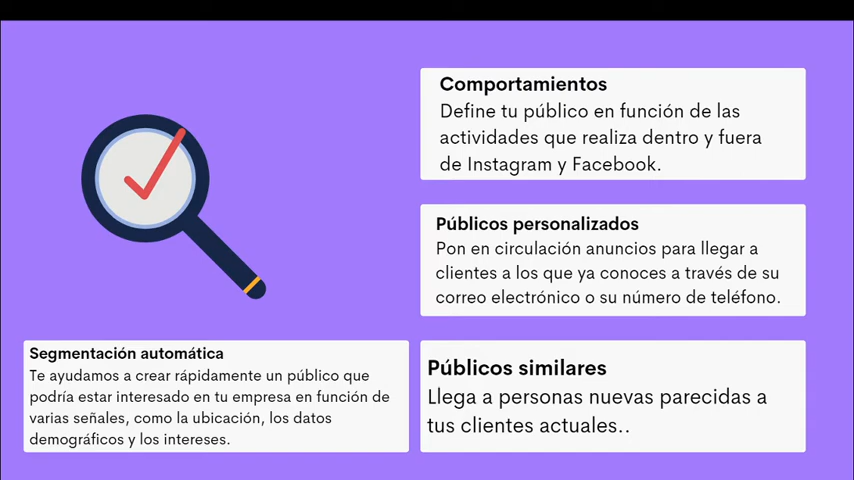 Comportamientos
Define tu público en función de las
actividades que realiza dentro y fuera
de Instagram y Facebook.
Públicos personalizados
Pon en circulación anuncios para llegar a
clientes a los que ya conoces a través de su
correo electrónico o su número de teléfono.
Segmentación automática
Te ayudamos a crear rápidamente un público que
podría estar interesado en tu empresa en función de
varias señales, como la ubicación, los datos
demográficos y los intereses.
Públicos similares
Llega a personas nuevas parecidas a
tus clientes actuales..